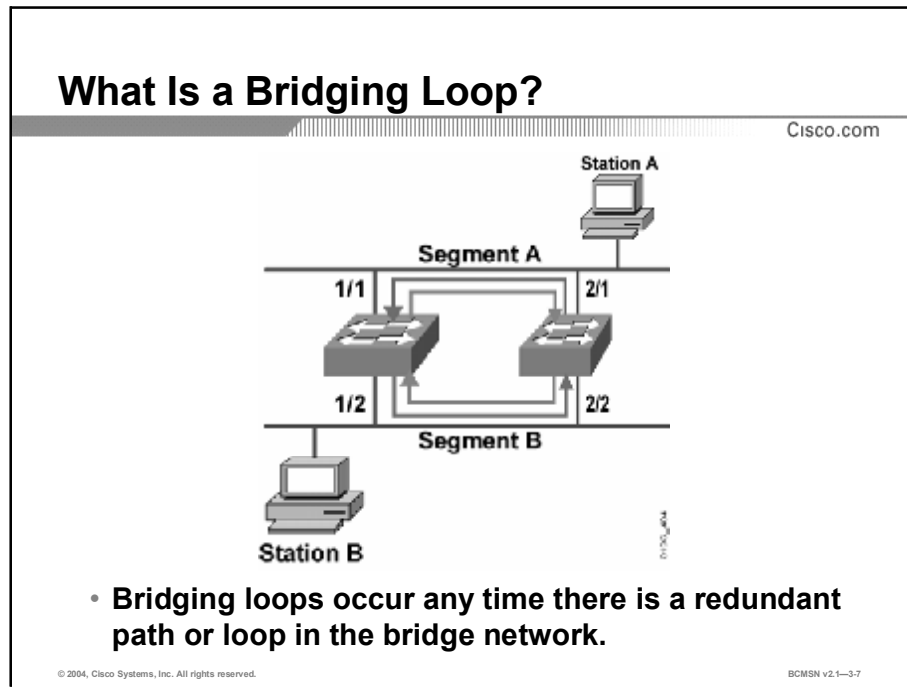 What Is a Bridging Loop?
Cisco.com
Station A
Segment A
1/1
2/1
1/2
2/2
Segment B
Station B
• Bridging loops occur any time there is a redundant
path or loop in the bridge network.
© 2004, Cisco Systems, Inc. All rights reserved.
BCMSN v2.1—3-7